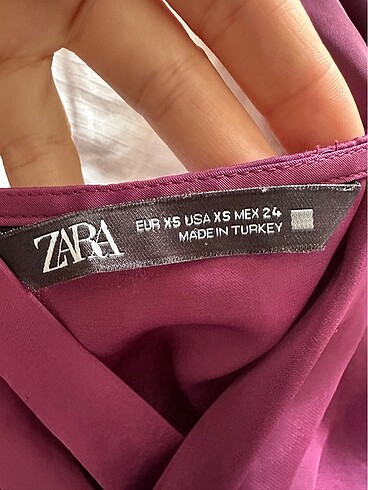 ZARA
EUR XS USA XS MEX 24
MADE IN TURKEY